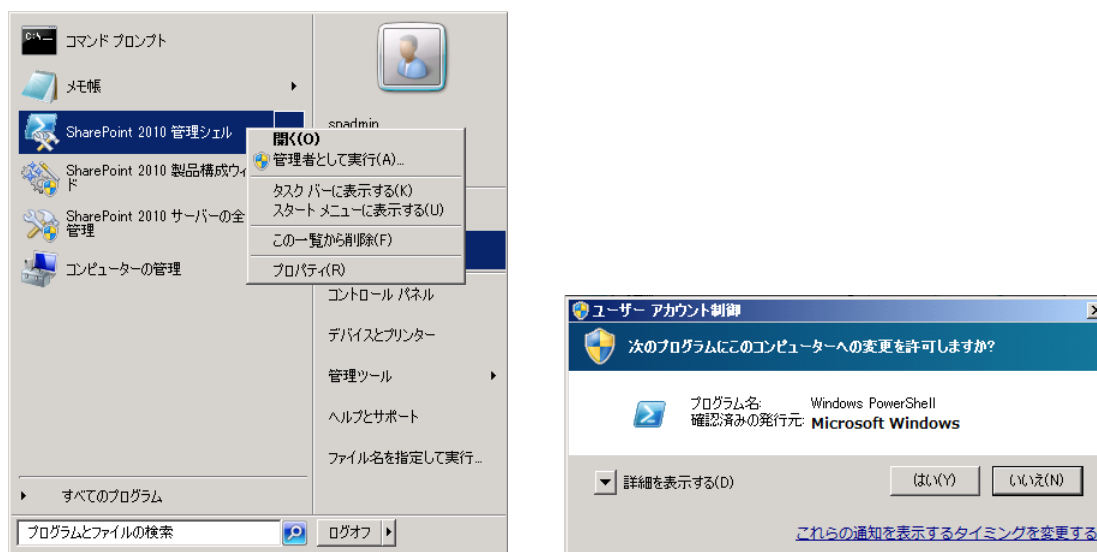 コマンド プロンプト
メモ帳
SharePoint 2010 管理シェル
SharePoint 2010 製品構成ウィ
ド
SharePoint 2010 サーバーの全
管理
コンピューターの管理
すべてのプログラム
プログラムとファイルの検索
spadmin
開く(O)
管理者として実行(A)...
タスク バーに表示する(K)
スタート メニューに表示する(U)
この一覧から削除(F)
プロパティ(R)
コントロール パネル
デバイスとプリンター
管理ツール
ヘルプとサポート
ファイル名を指定して実行...
ログオフ
ユーザー アカウント制御
次のプログラムにこのコンピューターへの変更を許可しますか?
プログラム名: Windows PowerShell
確認済みの発行元: Microsoft Windows
詳細を表示する(D)
はい(Y)
いいえ(N)
これらの通知を表示するタイミングを変更する